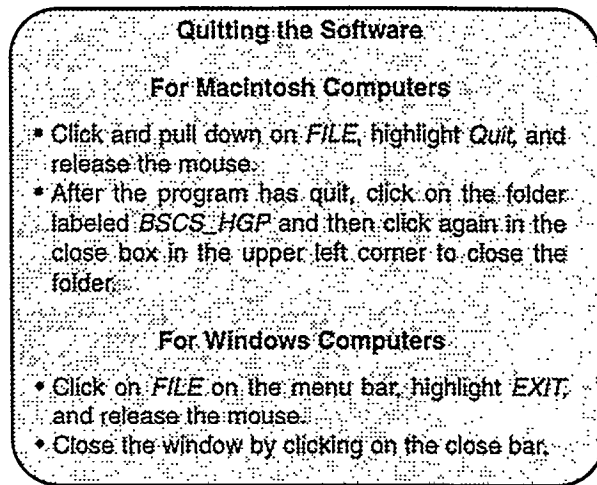 Quitting the Software
For Macintosh Computers
• Click and pull down on FILE, highlight Quit, and
release the mouse.
• After the program has quit, click on the folder
labeled BSCS_HGP and then click again in the
close box in the upper left corner to close the
folder.
For Windows Computers
• Click on FILE on the menu bar, highlight EXIT,
and release the mouse.
• Close the window by clicking on the close bar.